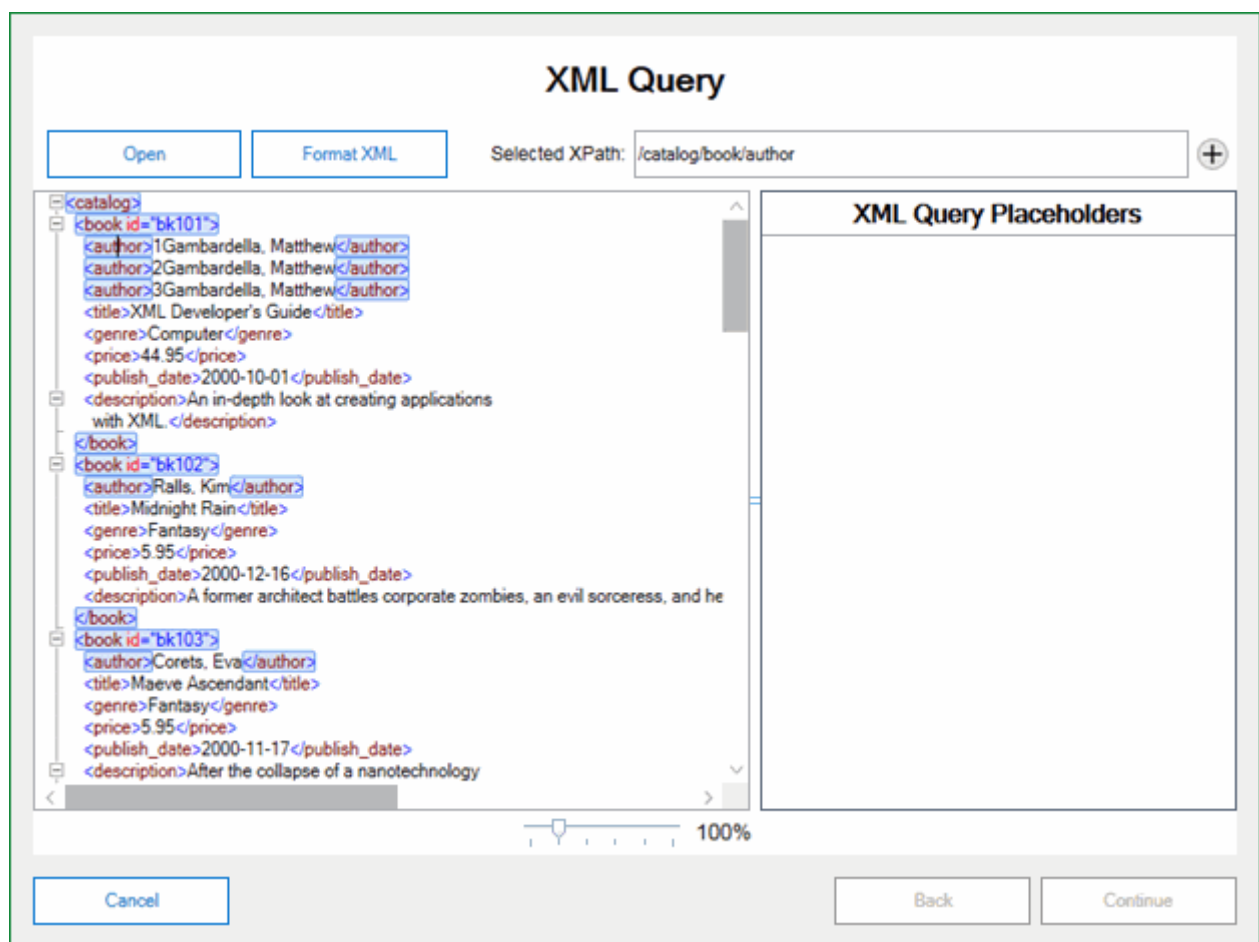 XML Query
Open
Format XML
Selected XPath:
/catalog/book/author
<catalog>
<book id="bk101">
<author>1Gambardella, Matthew</author>
<author>2Gambardella, Matthew</author>
<author>3Gambardella, Matthew</author>
<title>XML Developer's Guide</title>
<genre>Computer</genre>
<price>44.95</price>
<publish_date>2000-10-01</publish_date>
<description>An in-depth look at creating applications
with XML.</description>
</book>
<book id="bk102">
<author>Ralls, Kim</author>
<title>Midnight Rain</title>
<genre>Fantasy</genre>
<price>5.95</price>
<publish_date>2000-12-16</publish_date>
<description>A former architect battles corporate zombies, an evil sorceress, and he
</book>
<book id="bk103">
<author>Corets, Eva</author>
<title>Maeve Ascendant</title>
<genre>Fantasy</genre>
<price>5.95</price>
<publish_date>2000-11-17</publish_date>
<description>After the collapse of a nanotechnology
XML Query Placeholders
100%
Cancel
Back
Continue